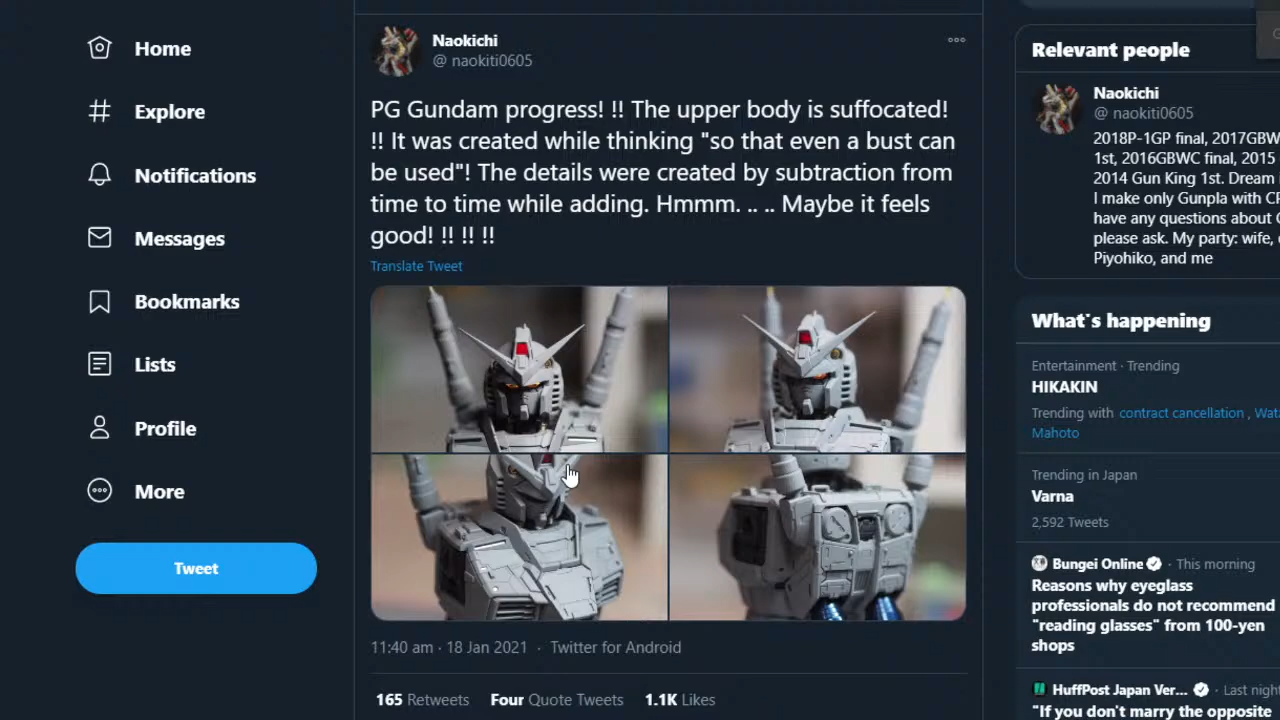 Home
Explore
Notifications
Messages
Bookmarks
Lists
Profile
More
Tweet
Naokichi
@ naokiti0605
PG Gundam progress! !! The upper body is suffocated!
!! It was created while thinking "so that even a bust can
be used"! The details were created by subtraction from
time to time while adding. Hmmm. .. .. Maybe it feels
good! !! !! !!
Translate Tweet
11:40 am · 18 Jan 2021 · Twitter for Android
165 Retweets Four Quote Tweets 1.1K Likes
Relevant people
Naokichi
@ naokiti0605
2018P-1GP final, 2017GBW
1st, 2016GBWC final, 2015
2014 Gun King 1st. Dream
I make only Gunpla with
have any questions about
please ask. My party: wife,
Piyohiko, and me
What's happening
Entertainment · Trending
HIKAKIN
Trending with contract cancellation ,
Mahoto
Trending in Japan
Varna
2,592 Tweets
Bungei Online · This morning
Reasons why eyeglass
professionals do not recommend
"reading glasses" from 100-yen
shops
HuffPost Japan Ver... · Last night
"If you don't marry the opposite